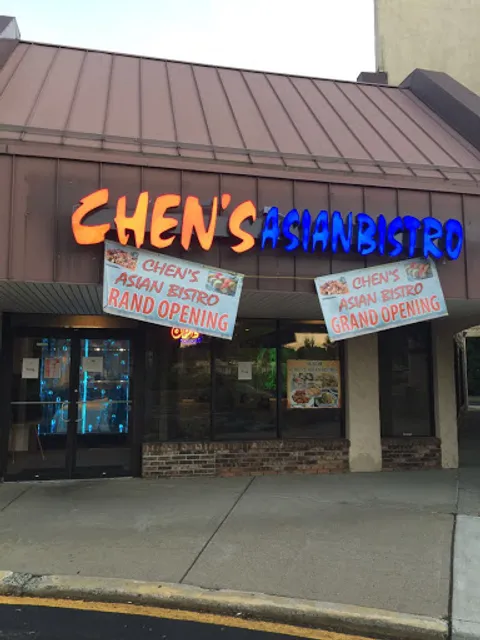 CHEN'S ASIAN BISTRO
CHEN'S
ASIAN BISTRO
RAND OPENING
CHEN'S
ASIAN BISTRO
GRAND OPENING